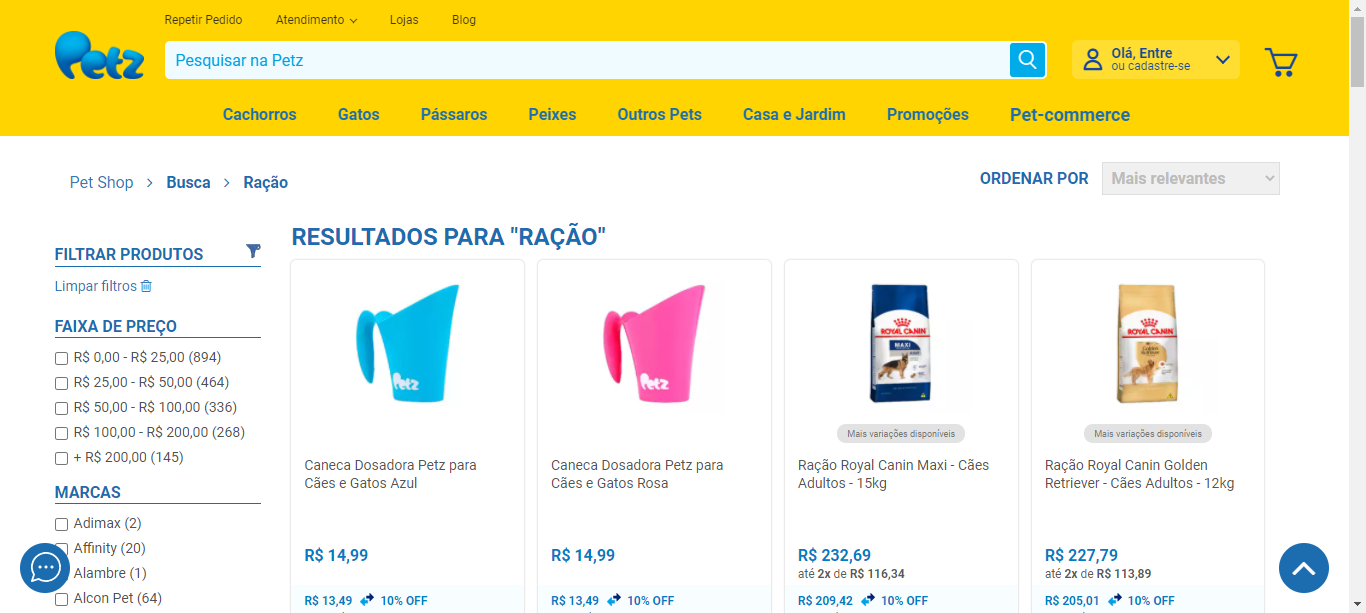 Repetir Pedido
Atendimento
Lojas
Blog
Petz
Pesquisar na Petz
Olá, Entre
ou cadastre-se
Cachorros
Gatos
Pássaros
Peixes
Outros Pets
Casa e Jardim
Promoções
Pet-commerce
Pet Shop > Busca > Ração
ORDENAR POR
Mais relevantes
FILTRAR PRODUTOS
Limpar filtros
FAIXA DE PREÇO
R$ 0,00 - R$ 25,00 (894)
R$ 25,00 - R$ 50,00 (464)
R$ 50,00 - R$ 100,00 (336)
R$ 100,00 - R$ 200,00 (268)
+ R$ 200,00 (145)
MARCAS
Adimax (2)
Affinity (20)
Alambre (1)
Alcon Pet (64)
RESULTADOS PARA "RAÇÃO"
Petz
Caneca Dosadora Petz para
Cães e Gatos Azul
R$ 14,99
R$ 13,49
10% OFF
Petz
Caneca Dosadora Petz para
Cães e Gatos Rosa
R$ 14,99
R$ 13,49
10% OFF
ROYAL CANIN
MAXI
Mais variações disponíveis
Ração Royal Canin Maxi - Cães
Adultos - 15kg
R$ 232,69
até 2x de R$ 116,34
R$ 209,42
10% OFF
ROYAL CANIN
Golden
Retriever
Mais variações disponíveis
Ração Royal Canin Golden
Retriever - Cães Adultos - 12kg
R$ 227,79
até 2x de R$ 113,89
R$ 205,01
10% OFF